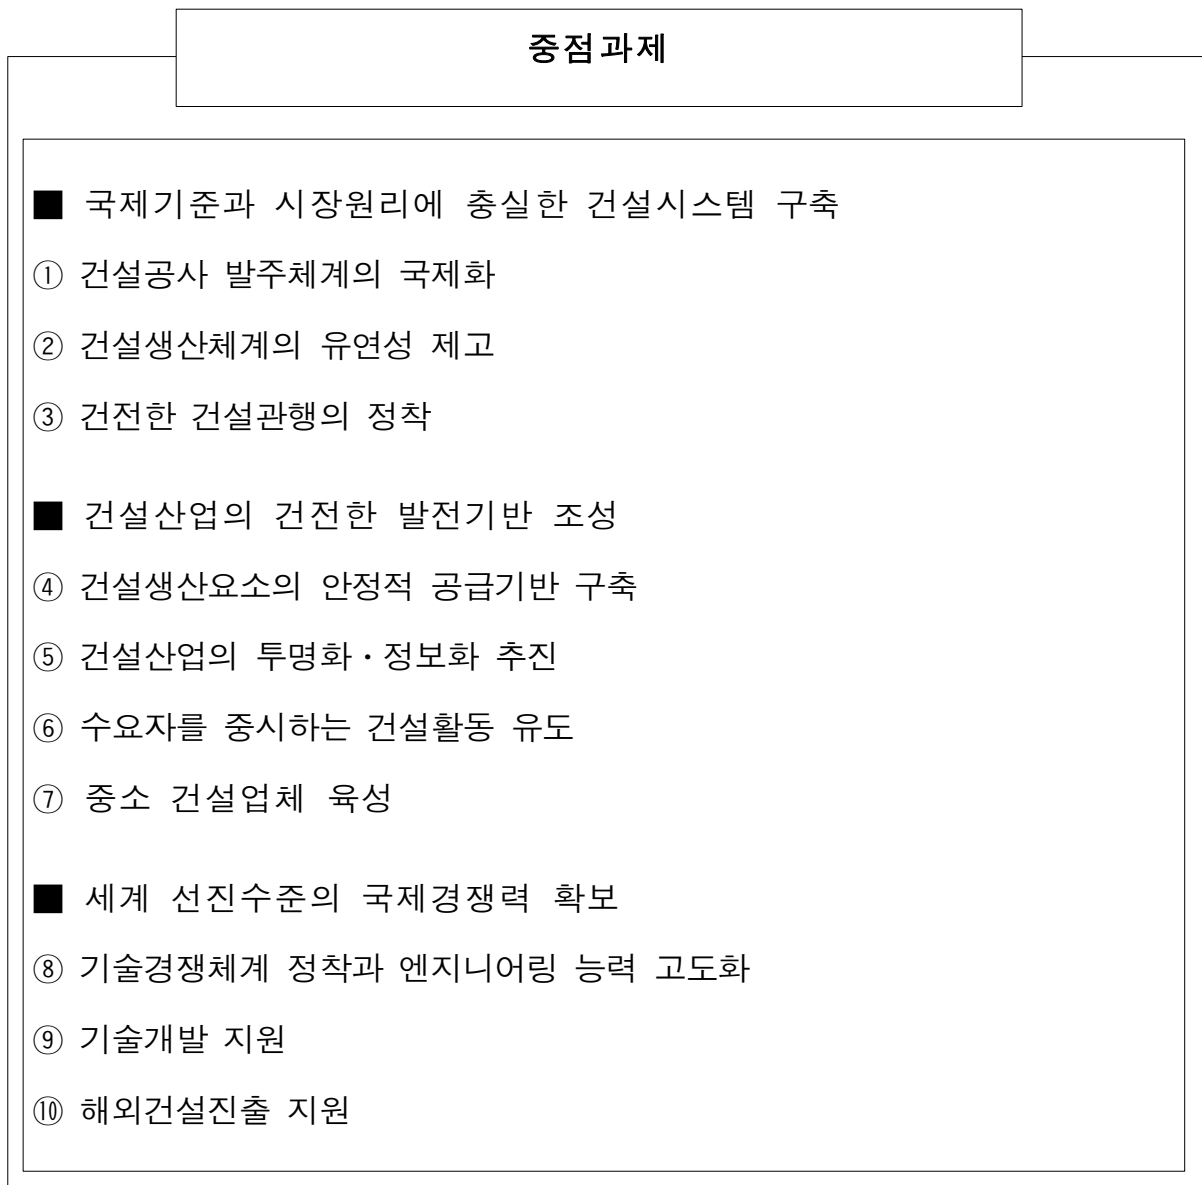 중점과제
■ 국제기준과 시장원리에 충실한 건설시스템 구축
① 건설공사 발주체계의 국제화
② 건설생산체계의 유연성 제고
③ 건전한 건설관행의 정착
■ 건설산업의 건전한 발전기반 조성
④ 건설생산요소의 안정적 공급기반 구축
⑤ 건설산업의 투명화·정보화 추진
⑥ 수요자를 중시하는 건설활동 유도
⑦ 중소 건설업체 육성
■ 세계 선진수준의 국제경쟁력 확보
⑧ 기술경쟁체계 정착과 엔지니어링 능력 고도화
⑨ 기술개발 지원
⑩ 해외건설진출 지원